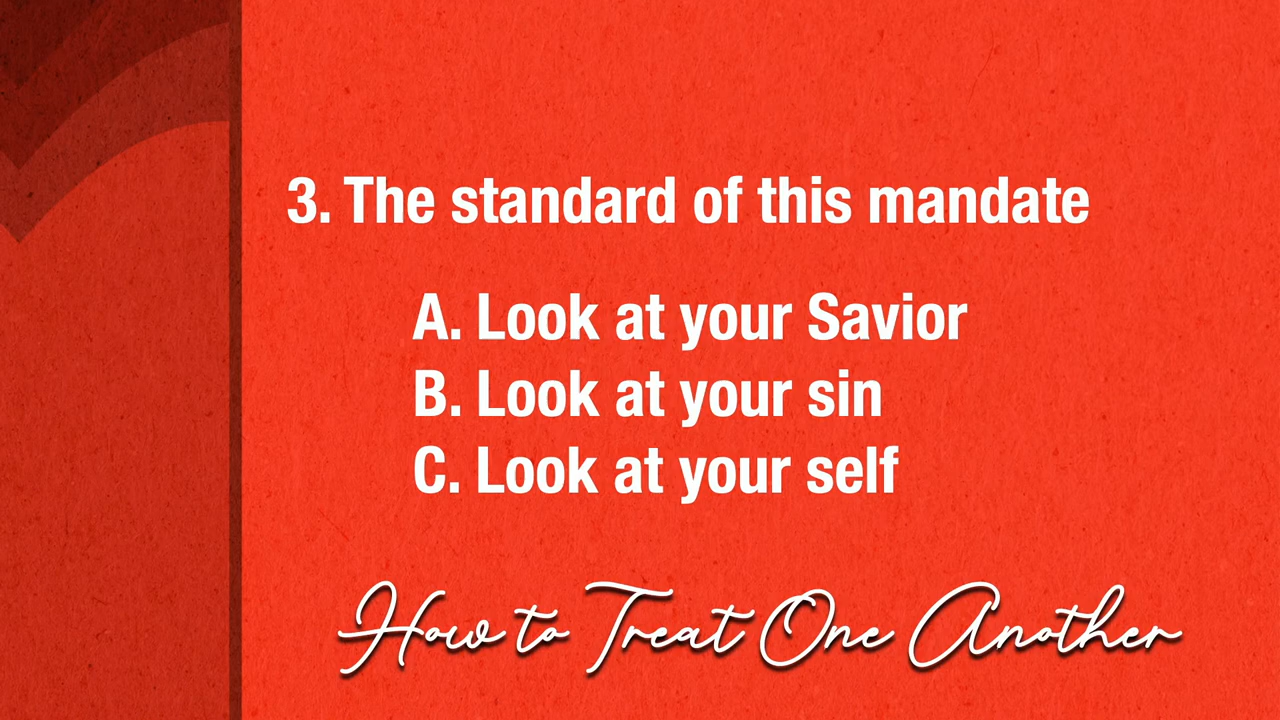 3. The standard of this mandate
A. Look at your Savior
B. Look at your sin
C. Look at your self
How to Treat One Another